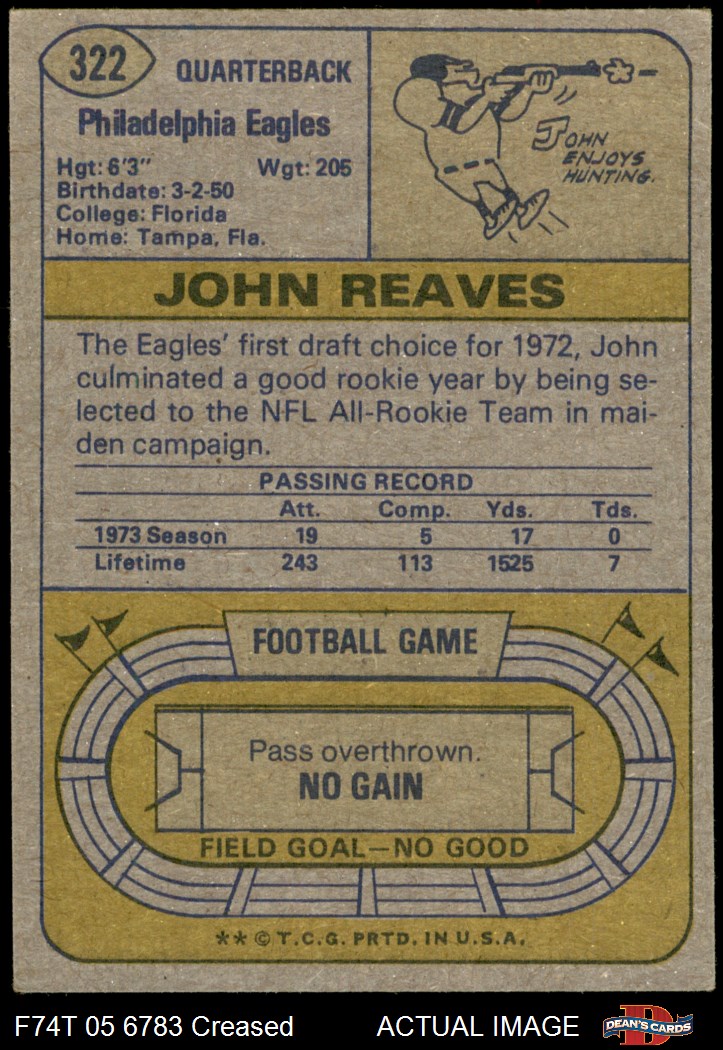 322
QUARTERBACK
Philadelphia Eagles
Hgt: 6'3" Wgt: 205
Birthdate: 3-2-50
College: Florida
Home: Tampa, Fla.
JOHN
ENJOYS
HUNTING.
JOHN REAVES
The Eagles' first draft choice for 1972, John
culminated a good rookie year by being se-
lected to the NFL All-Rookie Team in mai-
den campaign.
PASSING RECORD
Att. Comp. Yds. Tds.
1973 Season 19 5 17 0
Lifetime 243 113 1525 7
FOOTBALL GAME
Pass overthrown.
NO GAIN
FIELD GOAL—NO GOOD
** © T.C.G. PRTD. IN U.S.A.
F74T 05 6783 Creased ACTUAL IMAGE
D
DEAN'S CARDS